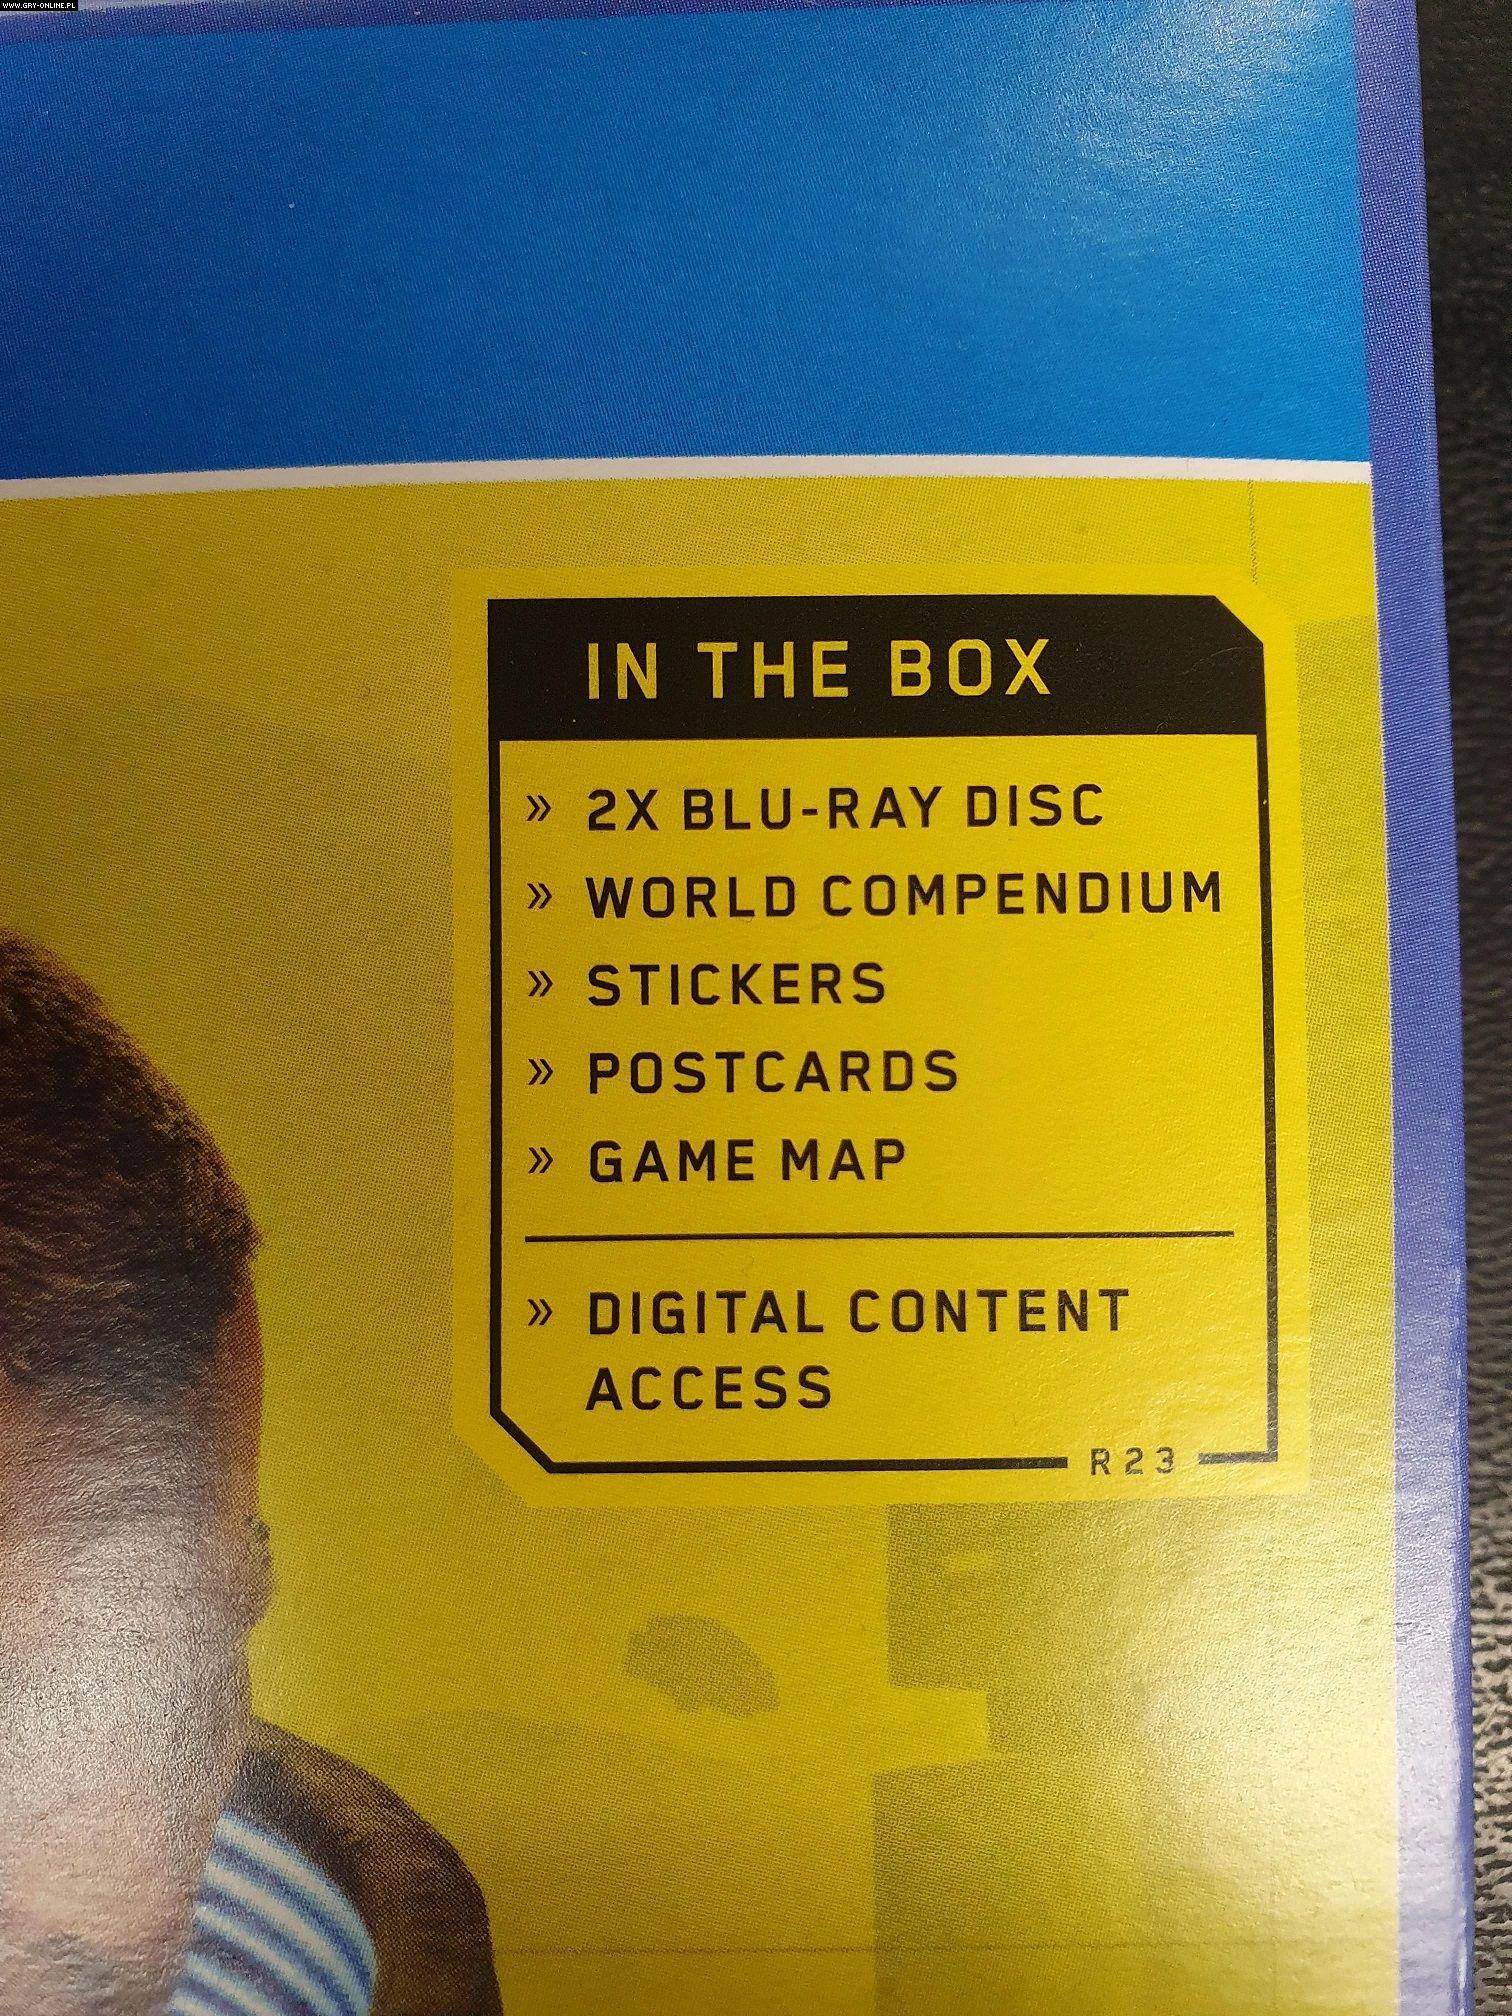 WWW.GRY-ONLINE.PL
IN THE BOX
» 2X BLU-RAY DISC
» WORLD COMPENDIUM
» STICKERS
» POSTCARDS
» GAME MAP
» DIGITAL CONTENT
ACCESS
R23